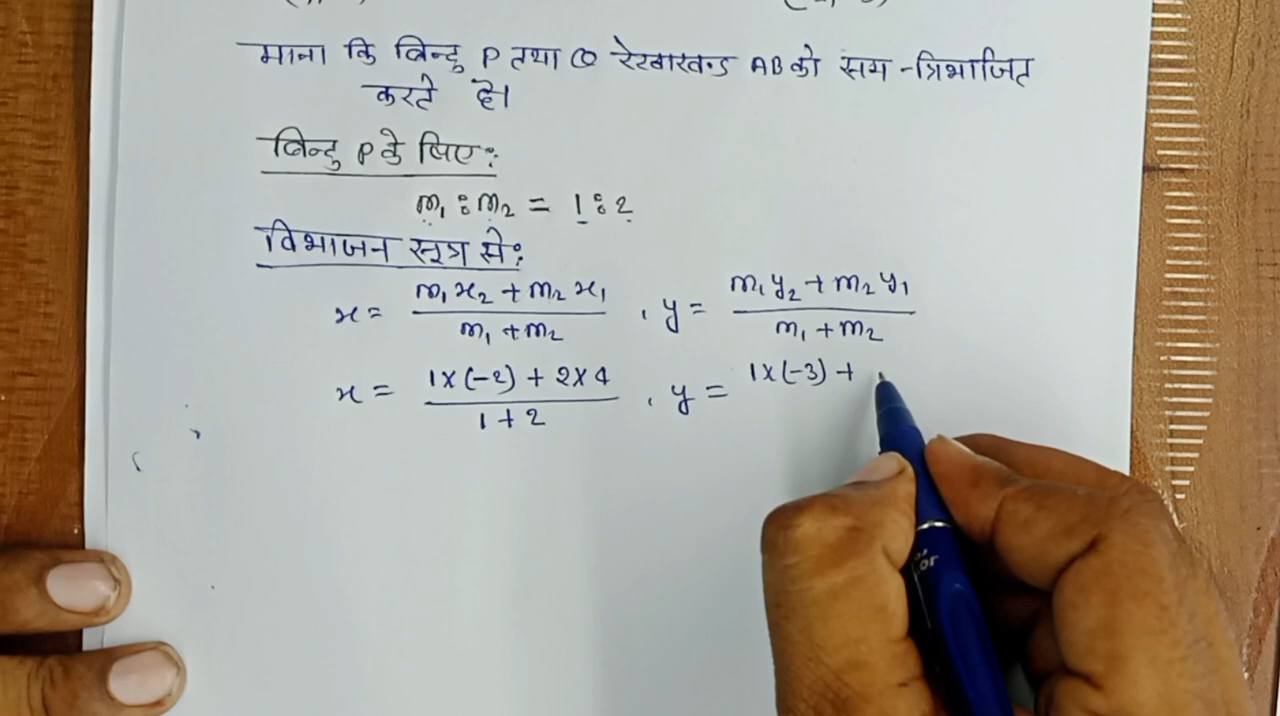 माना कि बिन्दु P तथा Q रेखाखण्ड AB को सम-त्रिभाजित
करते है।
बिन्दु P के लिए:
m₁ : m₂ = 1 : 2
विभाजन सूत्र से:
x = (m₁x₂ + m₂x₁)/(m₁ + m₂) , y = (m₁y₂ + m₂y₁)/(m₁ + m₂)
x = (1×(-2) + 2×4)/(1 + 2) , y = 1×(-3) +